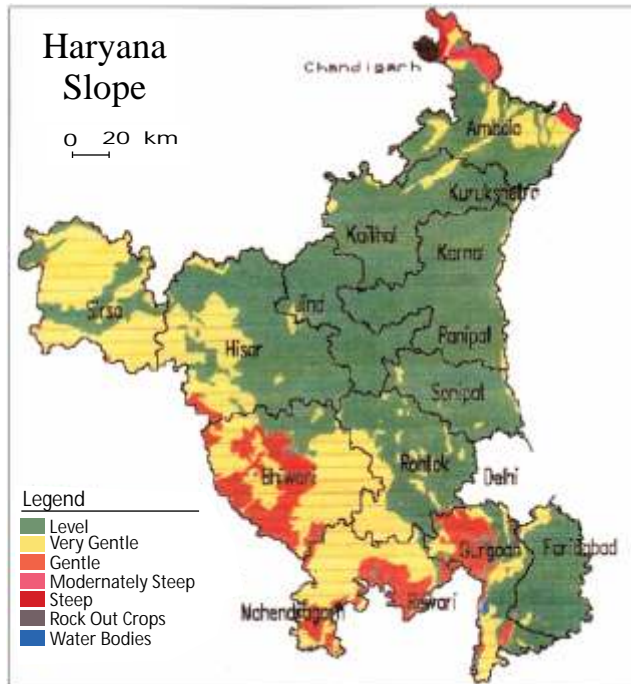 Haryana
Slope
0 20 km
Chandigarh
Ambala
Kurukshetra
Kaithal
Karnal
Sirsa
Jind
Hisar
Panipat
Sonipat
Bhiwani
Rohtak
Delhi
Gurgaon
Faridabad
Mahendragarh
Rewari
Legend
Level
Very Gentle
Gentle
Modernately Steep
Steep
Rock Out Crops
Water Bodies